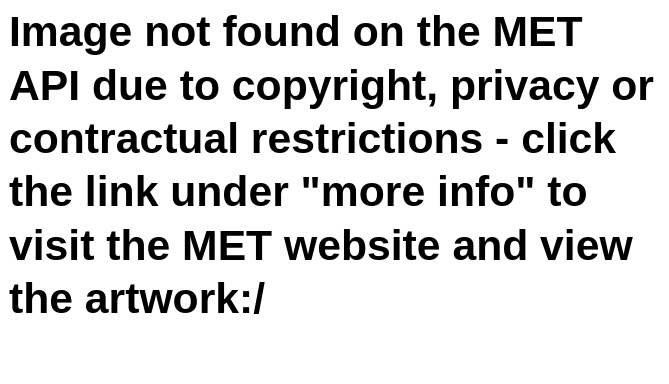 Image not found on the MET
API due to copyright, privacy or
contractual restrictions - click
the link under "more info" to
visit the MET website and view
the artwork:/